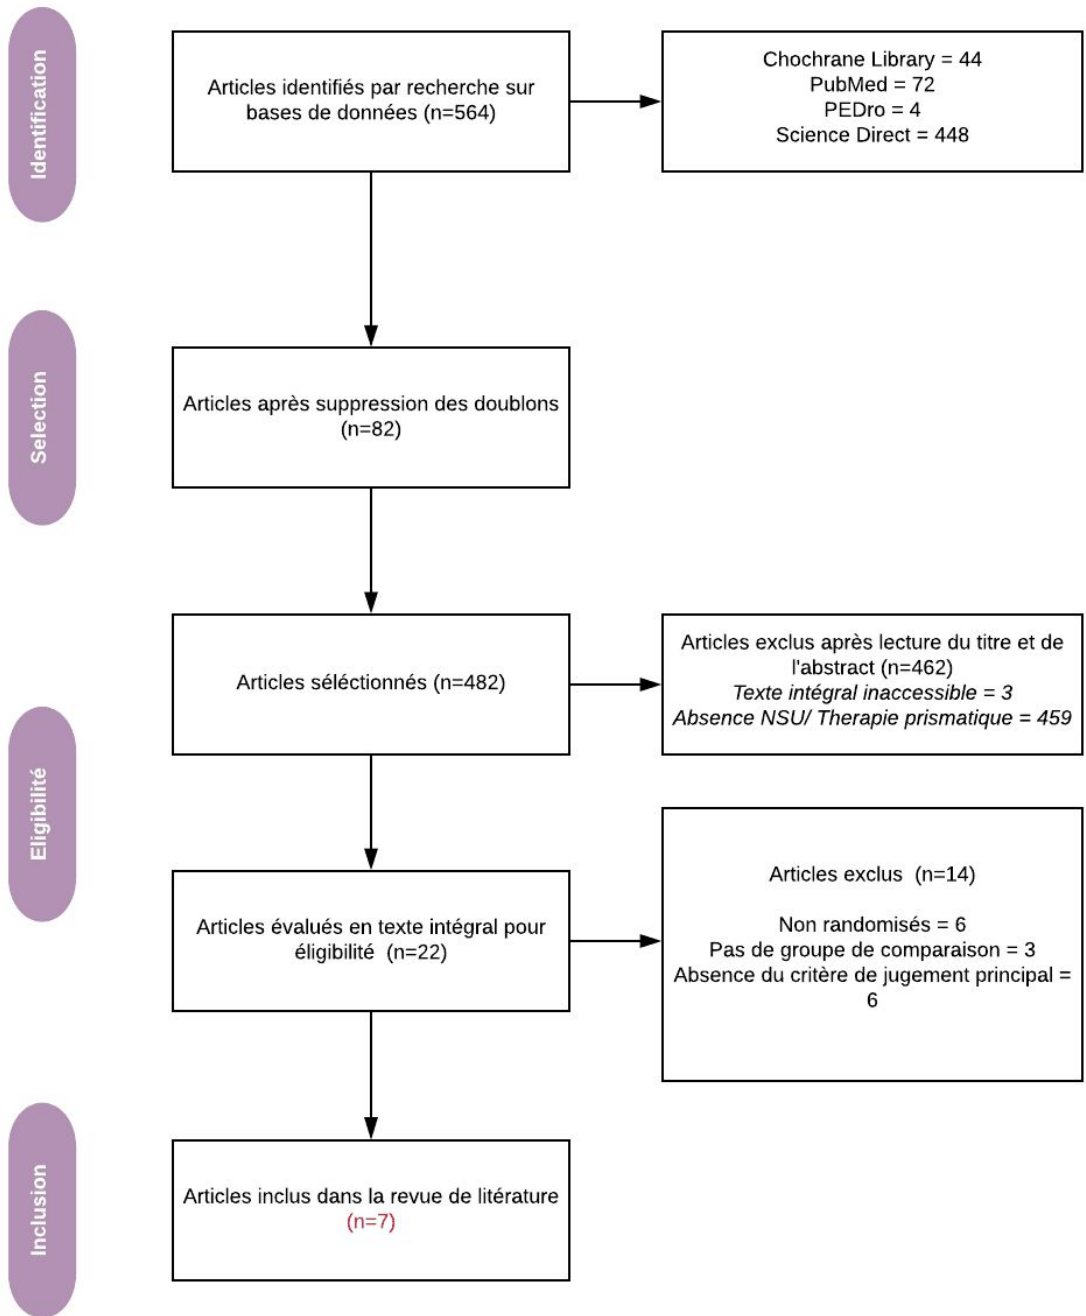 Identification
Articles identifiés par recherche sur
bases de données (n=564)
Chochrane Library = 44
PubMed = 72
PEDro = 4
Science Direct = 448
Selection
Articles après suppression des doublons
(n=82)
Articles séléctionnés (n=482)
Articles exclus après lecture du titre et de
l'abstract (n=462)
Texte intégral inaccessible = 3
Absence NSU/ Therapie prismatique = 459
Eligibilité
Articles évalués en texte intégral pour
éligibilité (n=22)
Articles exclus (n=14)
Non randomisés = 6
Pas de groupe de comparaison = 3
Absence du critère de jugement principal =
6
Inclusion
Articles inclus dans la revue de litérature
(n=7)